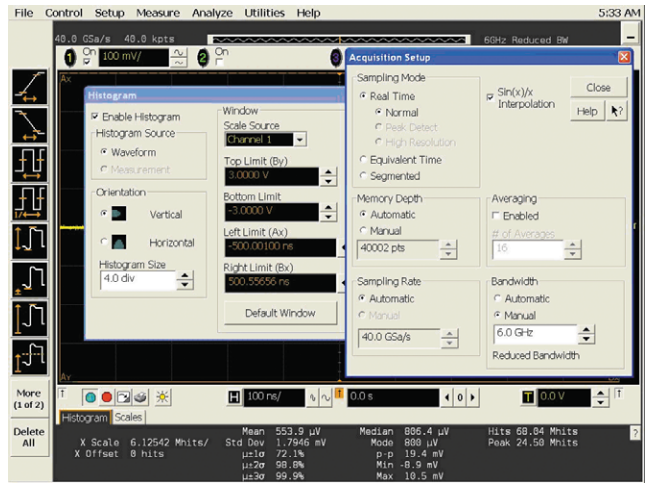 File Control Setup Measure Analyze Utilities Help 5:33 AM
40.0 GSa/s 40.0 kpts 6GHz Reduced BW
1 On 100 mV/ 2 On 3
Ax
Histogram
Enable Histogram
Histogram Source
Waveform
Measurement
Orientation
Vertical
Horizontal
Histogram Size
4.0 div
Window
Scale Source
Channel 1
Top Limit (By)
3.0000 V
Bottom Limit
-3.0000 V
Left Limit (Ax)
-500.00100 ns
Right Limit (Bx)
500.55656 ns
Default Window
Acquisition Setup
Sampling Mode
Real Time
Normal
Peak Detect
High Resolution
Equivalent Time
Segmented
Sin(x)/x
Interpolation
Close
Help
Memory Depth
Automatic
Manual
40002 pts
Averaging
Enabled
# of Averages
16
Sampling Rate
Automatic
Manual
40.0 GSa/s
Bandwidth
Automatic
Manual
6.0 GHz
Reduced Bandwidth
Ay
More
(1 of 2)
Delete
All
H 100 ns/ 0.0 s 0 T 0.0 V
Histogram Scales
Mean 553.9 µV Median 806.4 µV Hits 68.04 Mhits
X Scale 6.12542 Mhits/ Std Dev 1.7946 mV Mode 800 µV Peak 24.50 Mhits
X Offset 0 hits µ±1σ 72.1% p-p 19.4 mV
µ±2σ 98.8% Min -8.9 mV
µ±3σ 99.9% Max 10.5 mV